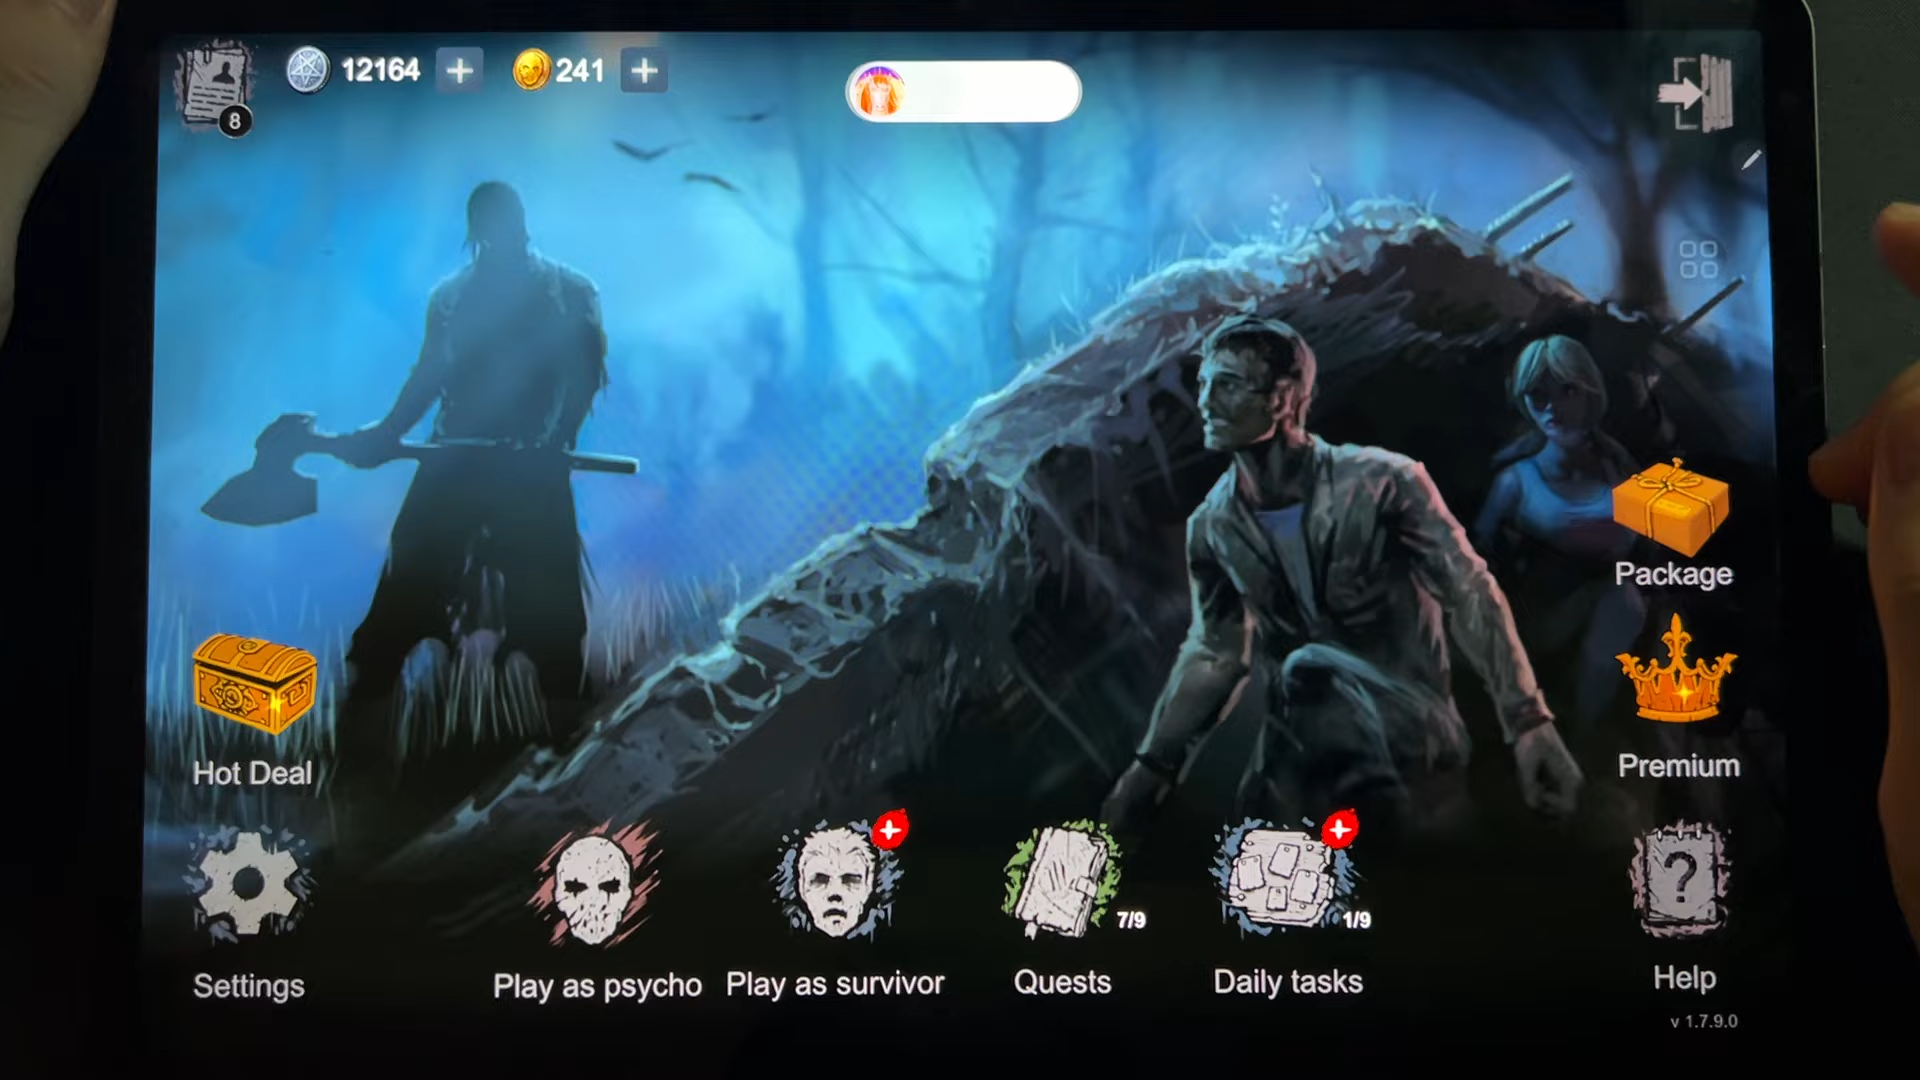 8
12164
241
Package
Hot Deal
Premium
7/9
1/9
Settings
Play as psycho
Play as survivor
Quests
Daily tasks
?
Help
v 1.7.9.0